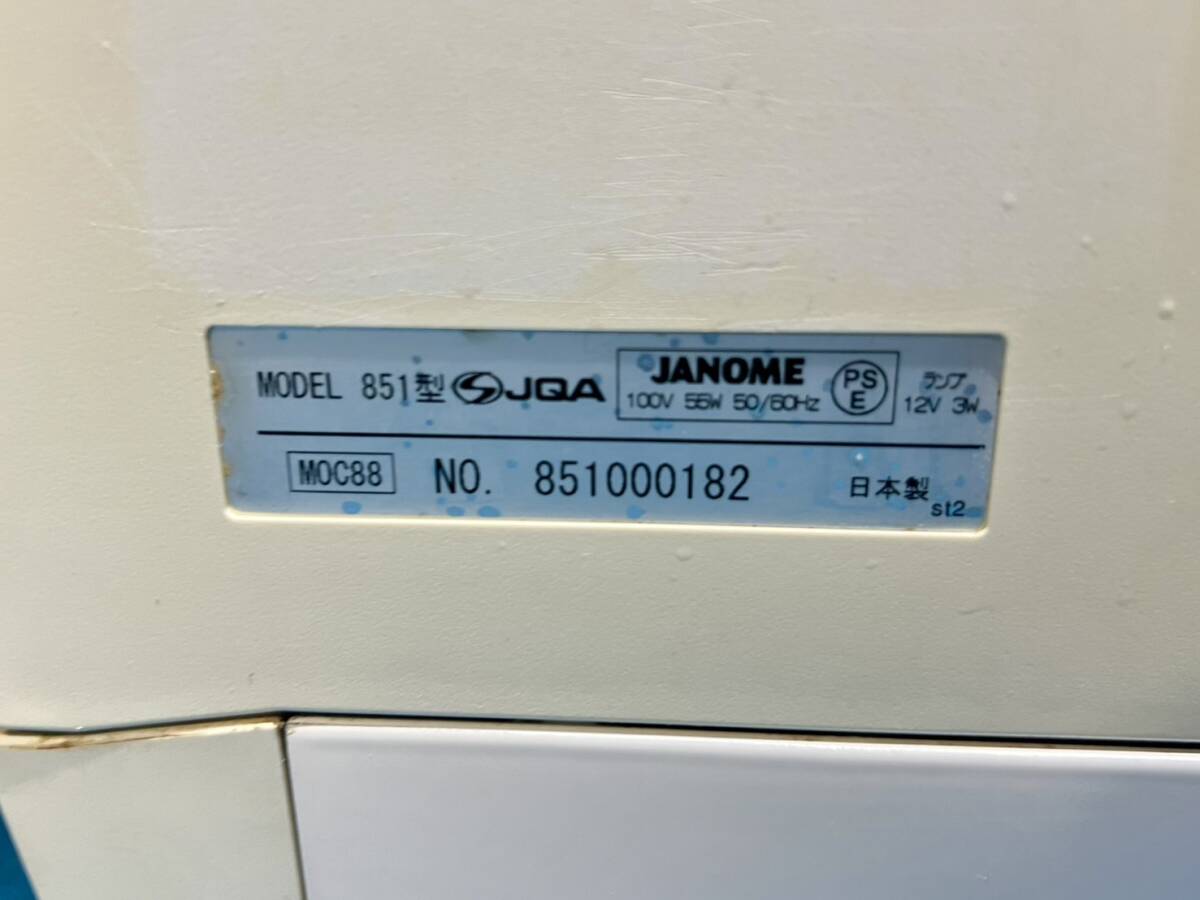 MODEL 851型 JQA
JANOME
100V 55W 50/60Hz
PS
E
ランプ
12V 3W
MOC88 NO. 851000182 日本製
st2